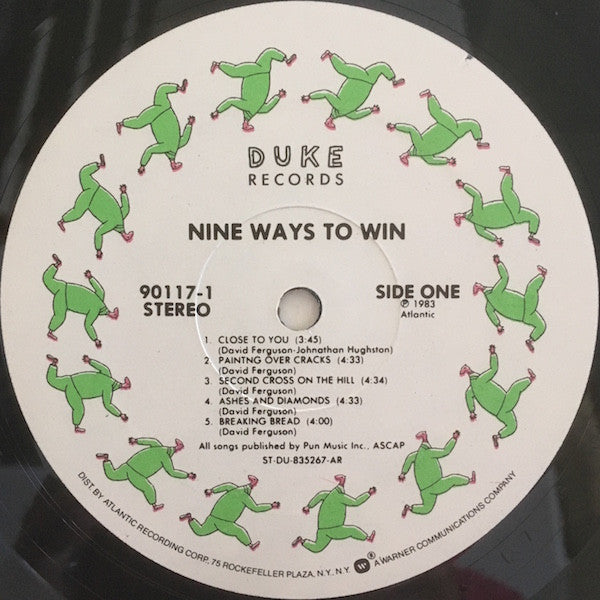 DUKE
RECORDS
NINE WAYS TO WIN
90117-1
STEREO
SIDE ONE
℗ 1983
Atlantic
1. CLOSE TO YOU (3:45)
(David Ferguson-Johnathan Hughston)
2. PAINTNG OVER CRACKS (4:33)
(David Ferguson)
3. SECOND CROSS ON THE HILL (4:34)
(David Ferguson)
4. ASHES AND DIAMONDS (4:33)
(David Ferguson)
5. BREAKING BREAD (4:00)
(David Ferguson)
All songs published by Pun Music Inc., ASCAP
ST-DU-835267-AR
DIST. BY ATLANTIC RECORDING CORP. 75 ROCKEFELLER PLAZA, N.Y., N.Y. W ® A WARNER COMMUNICATIONS COMPANY